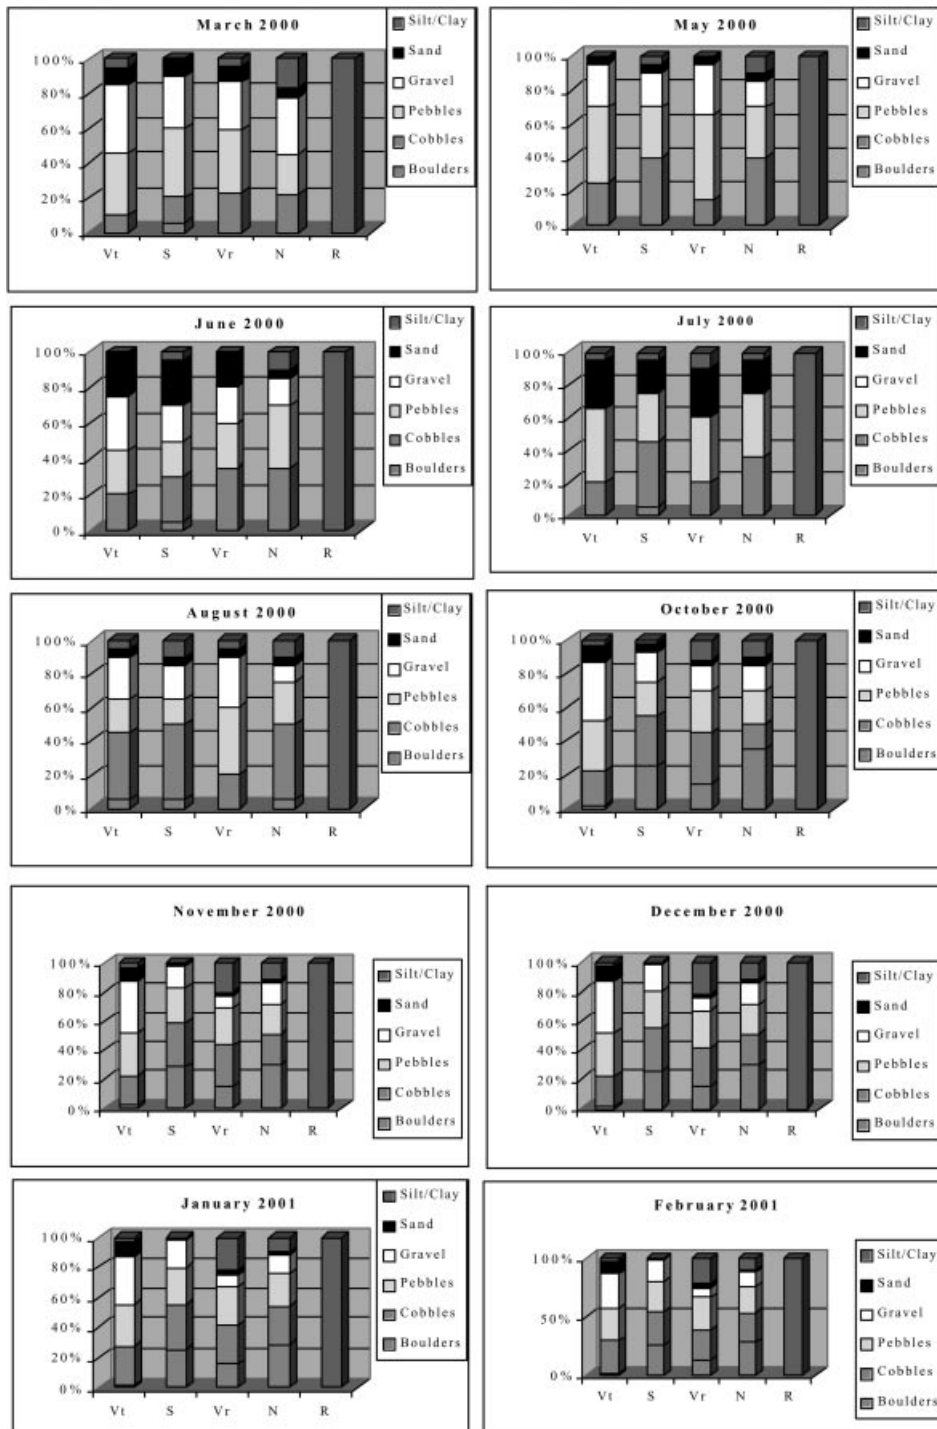 March 2000
Silt/Clay
Sand
Gravel
Pebbles
Cobbles
Boulders
100%
80%
60%
40%
20%
0%
Vt S Vr N R
May 2000
Silt/Clay
Sand
Gravel
Pebbles
Cobbles
Boulders
100%
80%
60%
40%
20%
0%
Vt S Vr N R
June 2000
Silt/Clay
Sand
Gravel
Pebbles
Cobbles
Boulders
100%
80%
60%
40%
20%
0%
Vt S Vr N R
July 2000
Silt/Clay
Sand
Gravel
Pebbles
Cobbles
Boulders
100%
80%
60%
40%
20%
0%
Vt S Vr N R
August 2000
Silt/Clay
Sand
Gravel
Pebbles
Cobbles
Boulders
100%
80%
60%
40%
20%
0%
Vt S Vr N R
October 2000
Silt/Clay
Sand
Gravel
Pebbles
Cobbles
Boulders
100%
80%
60%
40%
20%
0%
Vt S Vr N R
November 2000
Silt/Clay
Sand
Gravel
Pebbles
Cobbles
Boulders
100%
80%
60%
40%
20%
0%
Vt S Vr N R
December 2000
Silt/Clay
Sand
Gravel
Pebbles
Cobbles
Boulders
100%
80%
60%
40%
20%
0%
Vt S Vr N R
January 2001
Silt/Clay
Sand
Gravel
Pebbles
Cobbles
Boulders
100%
80%
60%
40%
20%
0%
Vt S Vr N R
February 2001
Silt/Clay
Sand
Gravel
Pebbles
Cobbles
Boulders
100%
50%
0%
Vt S Vr N R